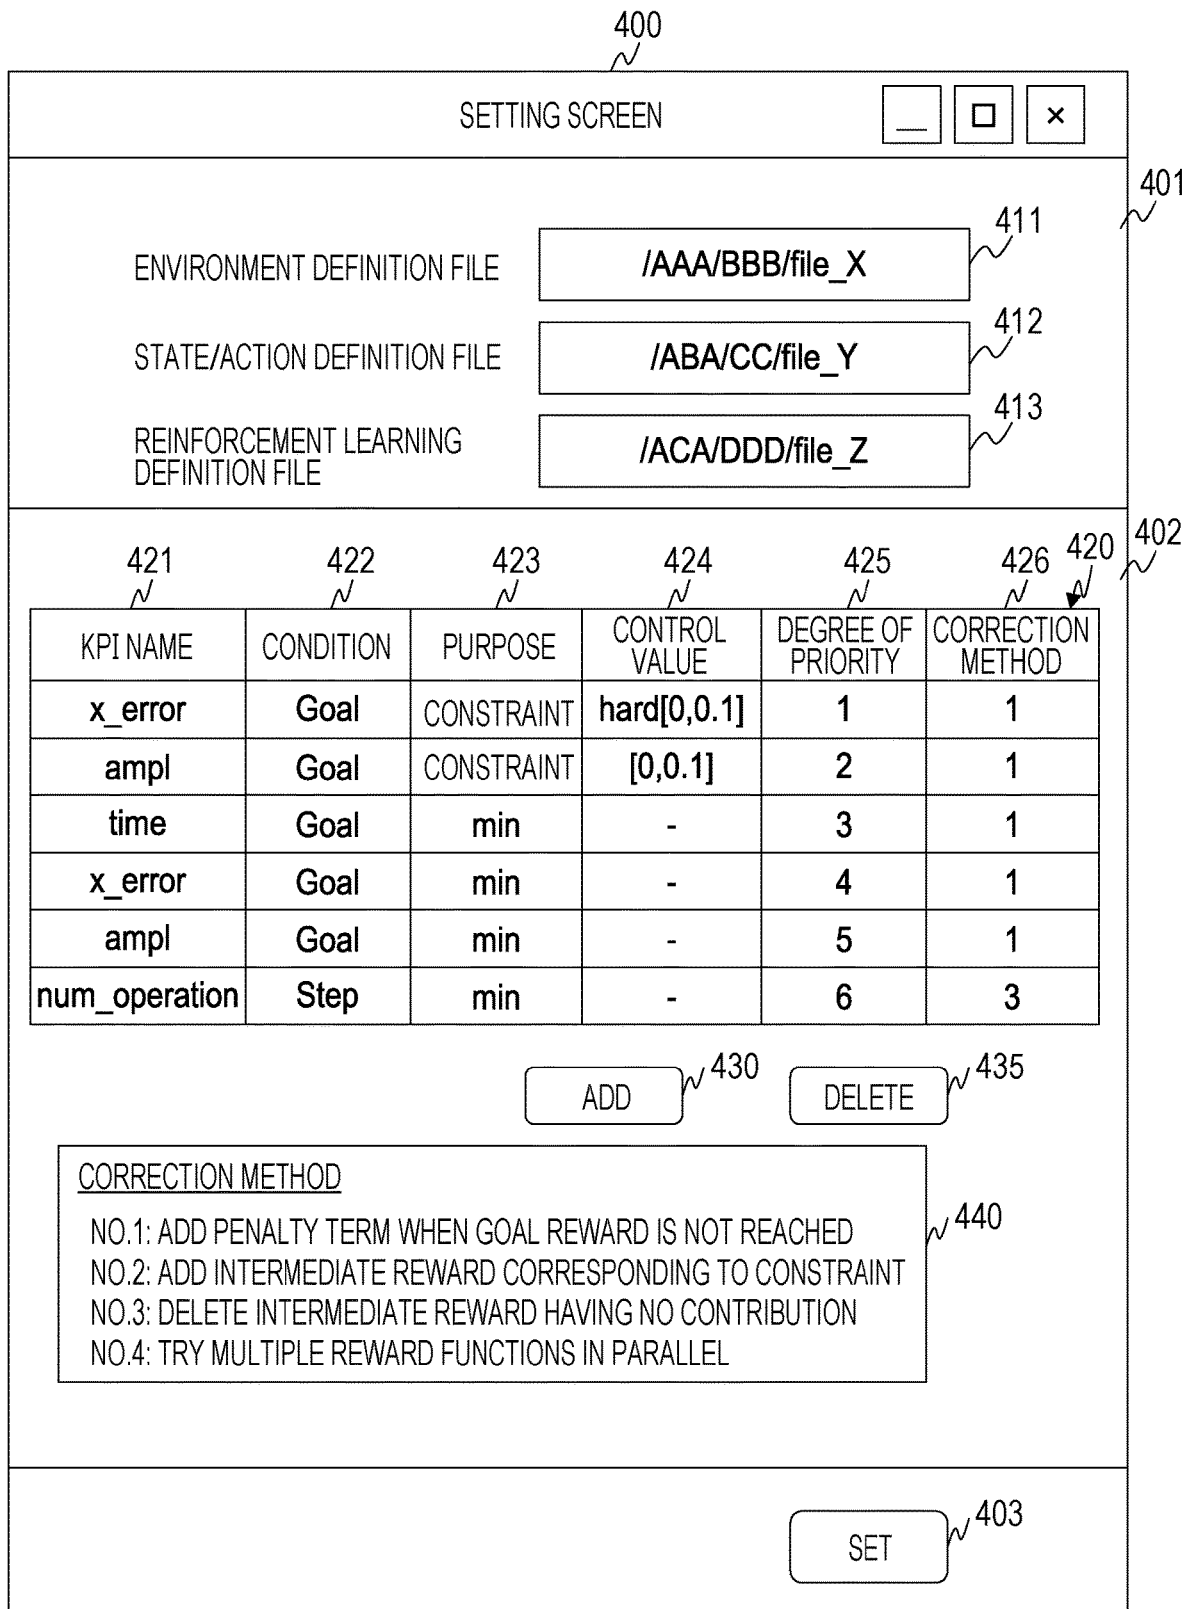 400
SETTING SCREEN
401
ENVIRONMENT DEFINITION FILE /AAA/BBB/file_X 411
STATE/ACTION DEFINITION FILE /ABA/CC/file_Y 412
REINFORCEMENT LEARNING
DEFINITION FILE /ACA/DDD/file_Z 413
402
421 422 423 424 425 426 420
KPI NAME CONDITION PURPOSE CONTROL VALUE DEGREE OF PRIORITY CORRECTION METHOD
x_error Goal CONSTRAINT hard[0,0.1] 1 1
ampl Goal CONSTRAINT [0,0.1] 2 1
time Goal min - 3 1
x_error Goal min - 4 1
ampl Goal min - 5 1
num_operation Step min - 6 3
ADD 430 DELETE 435
CORRECTION METHOD
NO.1: ADD PENALTY TERM WHEN GOAL REWARD IS NOT REACHED
NO.2: ADD INTERMEDIATE REWARD CORRESPONDING TO CONSTRAINT
NO.3: DELETE INTERMEDIATE REWARD HAVING NO CONTRIBUTION
NO.4: TRY MULTIPLE REWARD FUNCTIONS IN PARALLEL
440
SET 403